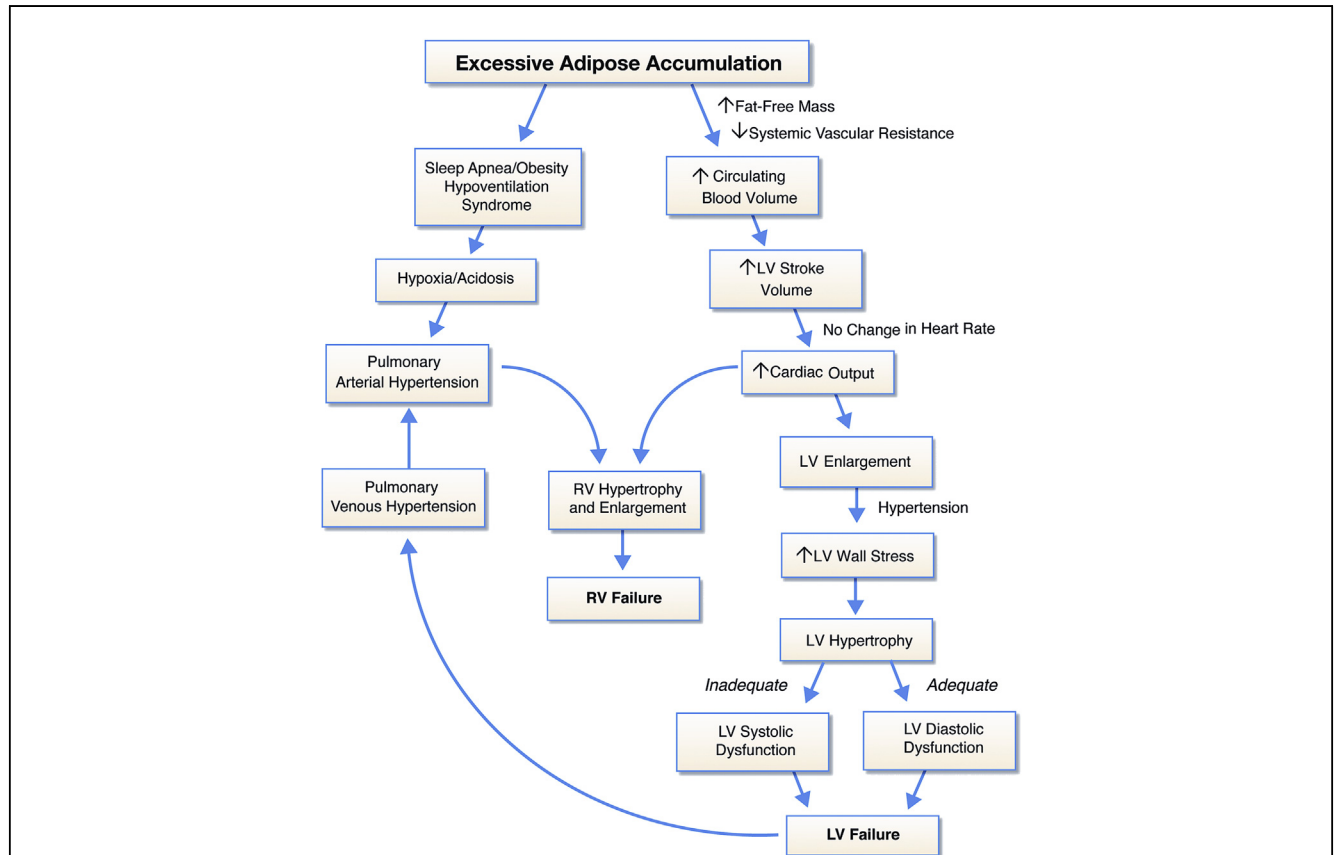 Excessive Adipose Accumulation
↑Fat-Free Mass
↓Systemic Vascular Resistance
Sleep Apnea/Obesity
Hypoventilation
Syndrome
↑ Circulating
Blood Volume
Hypoxia/Acidosis
↑LV Stroke
Volume
No Change in Heart Rate
Pulmonary
Arterial Hypertension
↑Cardiac Output
LV Enlargement
Pulmonary
Venous Hypertension
RV Hypertrophy
and Enlargement
Hypertension
↑LV Wall Stress
RV Failure
LV Hypertrophy
Inadequate
Adequate
LV Systolic
Dysfunction
LV Diastolic
Dysfunction
LV Failure